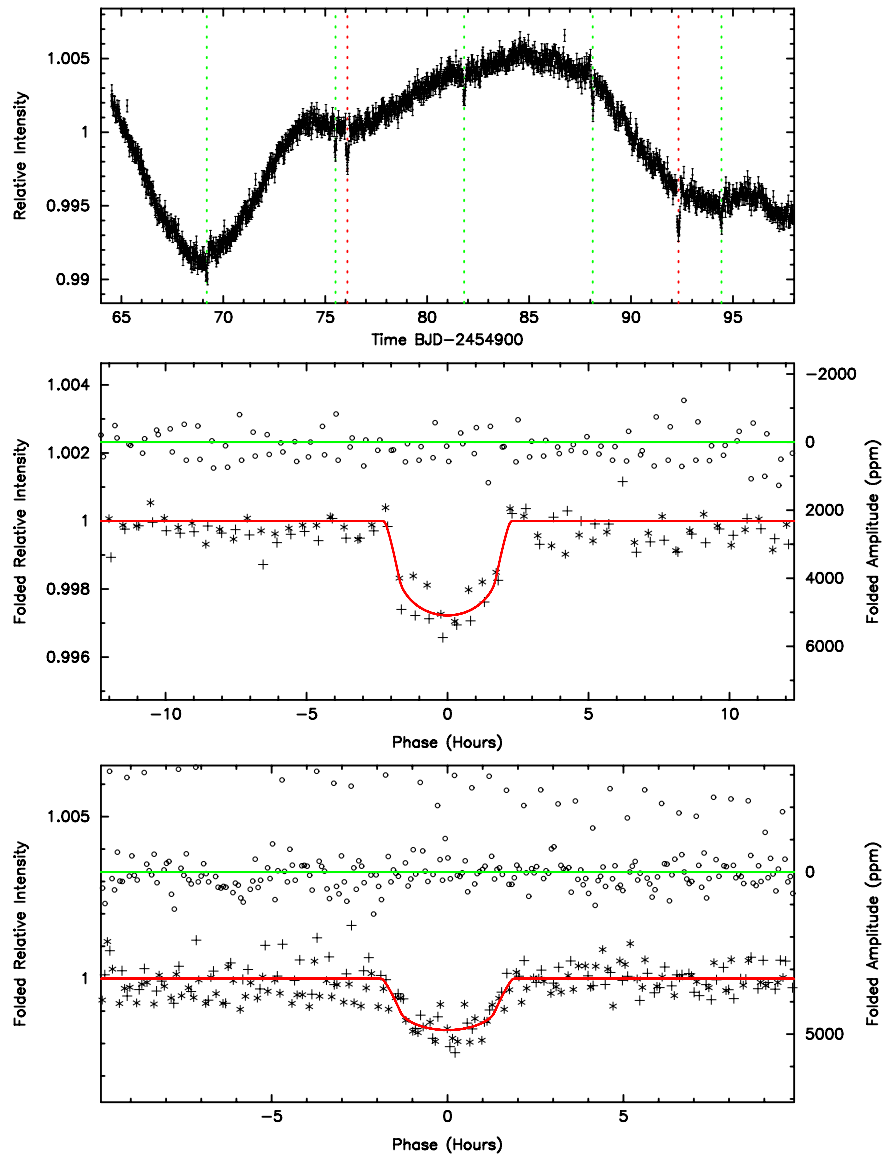 1.005
1
0.995
0.99
Relative Intensity
65 70 75 80 85 90 95
Time BJD−2454900
1.004
1.002
1
0.998
0.996
Folded Relative Intensity
−2000
0
2000
4000
6000
Folded Amplitude (ppm)
−10 −5 0 5 10
Phase (Hours)
1.005
1
Folded Relative Intensity
0
5000
Folded Amplitude (ppm)
−5 0 5
Phase (Hours)